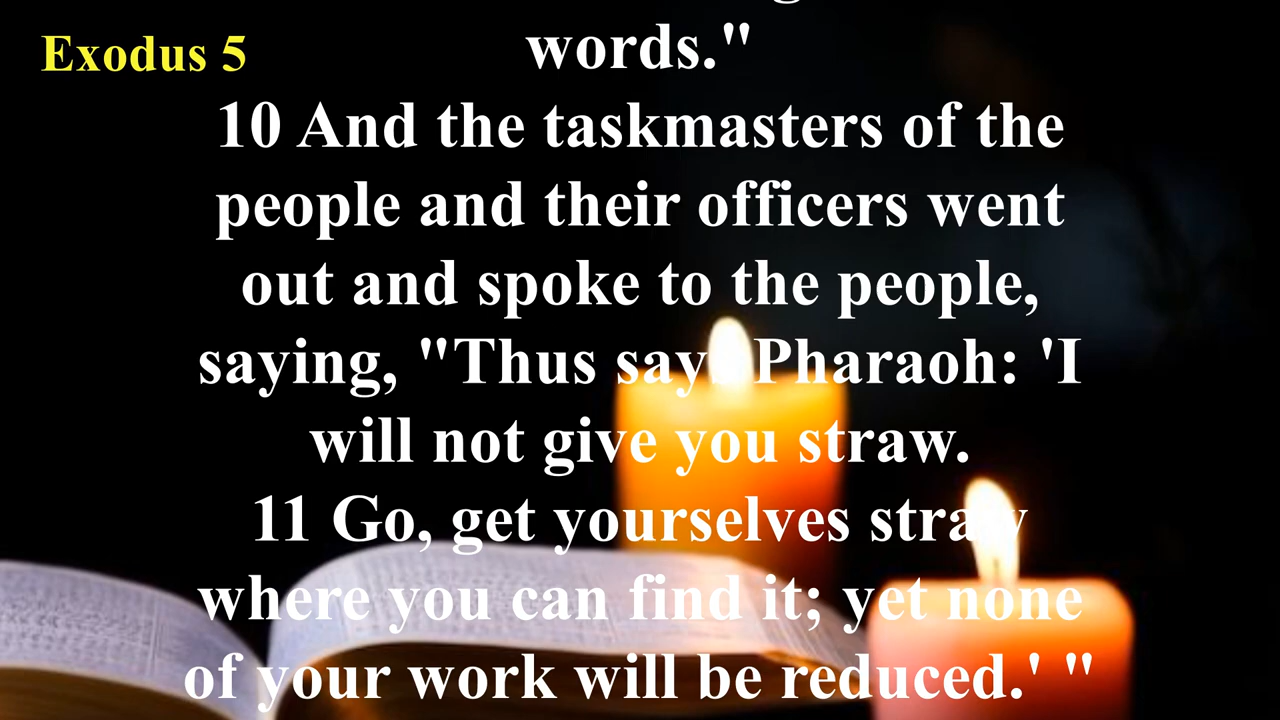 Exodus 5
words."
10 And the taskmasters of the
people and their officers went
out and spoke to the people,
saying, "Thus says Pharaoh: 'I
will not give you straw.
11 Go, get yourselves straw
where you can find it; yet none
of your work will be reduced.' "